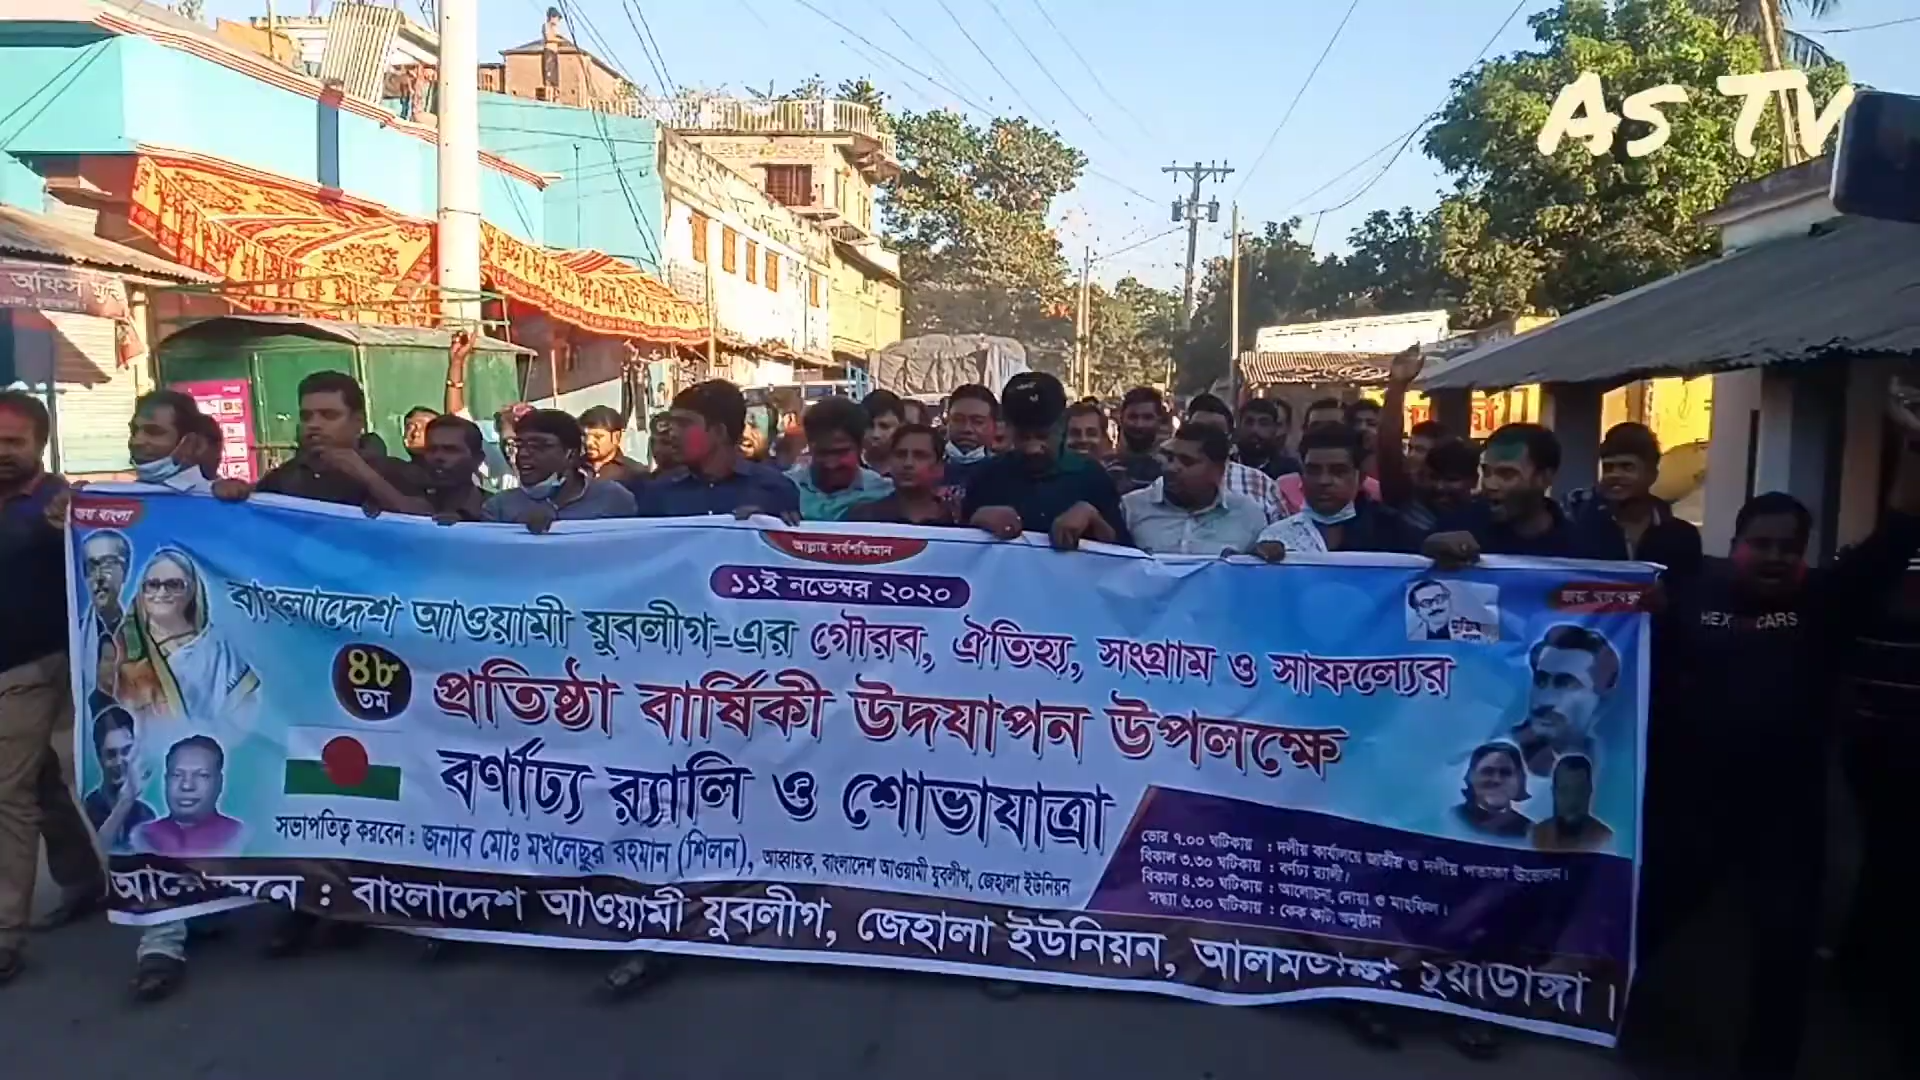 As TV
অফিস
জয় বাংলা
আল্লাহ সর্বশক্তিমান
১১ই নভেম্বর ২০২০
বাংলাদেশ আওয়ামী যুবলীগ-এর গৌরব, ঐতিহ্য, সংগ্রাম ও সাফল্যের
৪৮ তম
প্রতিষ্ঠা বার্ষিকী উদযাপন উপলক্ষে
বর্ণাঢ্য র‍্যালি ও শোভাযাত্রা
সভাপতিত্ব করবেন : জনাব মোঃ মখলেছুর রহমান (শিলন), আহবায়ক, বাংলাদেশ আওয়ামী যুবলীগ, জেহালা ইউনিয়ন
ভোর ৭.০০ ঘটিকায় : দলীয় কার্যালয়ে জাতীয় ও দলীয় পতাকা উত্তোলন।
বিকাল ৩.৩০ ঘটিকায় : বর্ণাঢ্য র‍্যালী।
বিকাল ৪.৩০ ঘটিকায় : আলোচনা, দোয়া ও মাহফিল।
সন্ধ্যা ৬.০০ ঘটিকায় : কেক কাটা অনুষ্ঠান
আয়োজনে : বাংলাদেশ আওয়ামী যুবলীগ, জেহালা ইউনিয়ন, আলমডাঙ্গা, চুয়াডাঙ্গা।
CARS